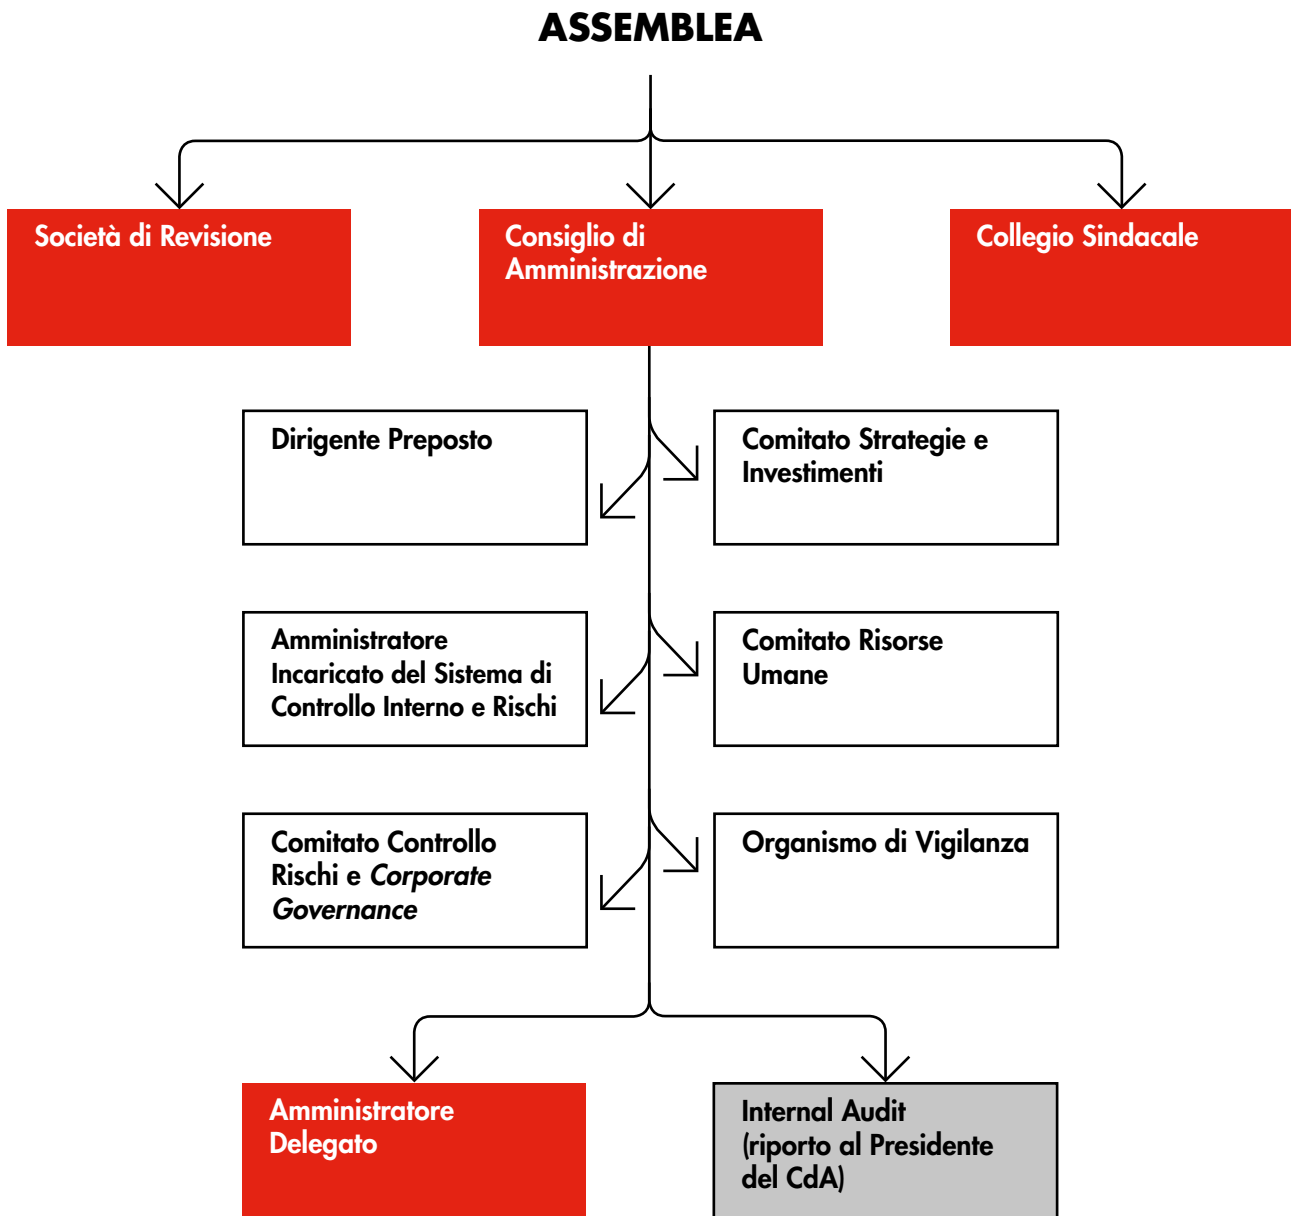 ASSEMBLEA
Società di Revisione
Consiglio di
Amministrazione
Collegio Sindacale
Dirigente Preposto
Comitato Strategie e
Investimenti
Amministratore
Incaricato del Sistema di
Controllo Interno e Rischi
Comitato Risorse
Umane
Comitato Controllo
Rischi e Corporate
Governance
Organismo di Vigilanza
Amministratore
Delegato
Internal Audit
(riporto al Presidente
del CdA)